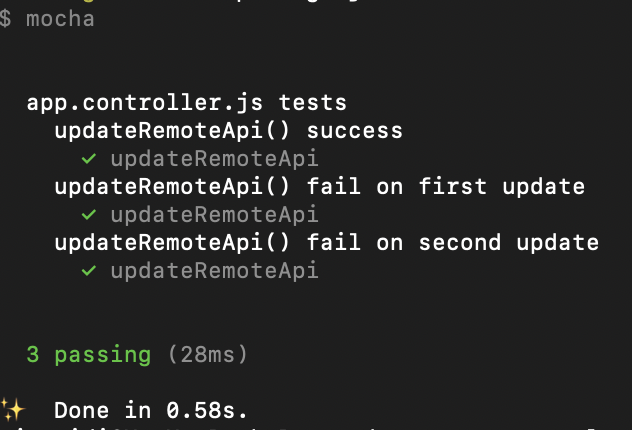 $ mocha
app.controller.js tests
updateRemoteApi() success
✓ updateRemoteApi
updateRemoteApi() fail on first update
✓ updateRemoteApi
updateRemoteApi() fail on second update
✓ updateRemoteApi
3 passing (28ms)
✨ Done in 0.58s.